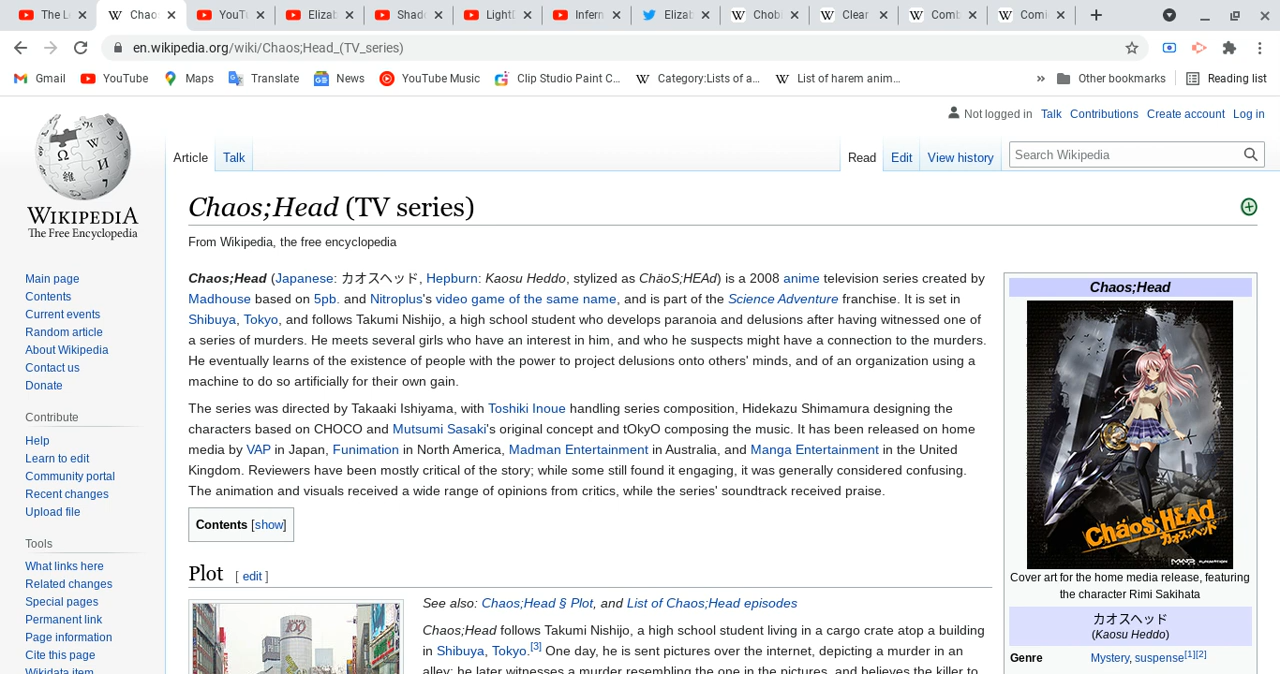 The L
Chao
YouTu
Elizab
Shado
LightD
Infern
Elizab
Chobi
Clear
Comb
Comi
en.wikipedia.org/wiki/Chaos;Head_(TV_series)
Gmail YouTube Maps Translate News YouTube Music Clip Studio Paint C... Category:Lists of a... List of harem anim... » Other bookmarks Reading list
Not logged in Talk Contributions Create account Log in
Article Talk Read Edit View history Search Wikipedia
WIKIPEDIA
The Free Encyclopedia
Main page
Contents
Current events
Random article
About Wikipedia
Contact us
Donate
Contribute
Help
Learn to edit
Community portal
Recent changes
Upload file
Tools
What links here
Related changes
Special pages
Permanent link
Page information
Cite this page
Wikidata item
Chaos;Head (TV series)
From Wikipedia, the free encyclopedia
Chaos;Head (Japanese: カオスヘッド, Hepburn: Kaosu Heddo, stylized as ChäoS;HEAd) is a 2008 anime television series created by
Madhouse based on 5pb. and Nitroplus's video game of the same name, and is part of the Science Adventure franchise. It is set in
Shibuya, Tokyo, and follows Takumi Nishijo, a high school student who develops paranoia and delusions after having witnessed one of
a series of murders. He meets several girls who have an interest in him, and who he suspects might have a connection to the murders.
He eventually learns of the existence of people with the power to project delusions onto others' minds, and of an organization using a
machine to do so artificially for their own gain.
The series was directed by Takaaki Ishiyama, with Toshiki Inoue handling series composition, Hidekazu Shimamura designing the
characters based on CHOCO and Mutsumi Sasaki's original concept and tOkyO composing the music. It has been released on home
media by VAP in Japan, Funimation in North America, Madman Entertainment in Australia, and Manga Entertainment in the United
Kingdom. Reviewers have been mostly critical of the story; while some still found it engaging, it was generally considered confusing.
The animation and visuals received a wide range of opinions from critics, while the series' soundtrack received praise.
Contents [show]
Plot [ edit ]
See also: Chaos;Head § Plot, and List of Chaos;Head episodes
Chaos;Head follows Takumi Nishijo, a high school student living in a cargo crate atop a building
in Shibuya, Tokyo.[3] One day, he is sent pictures over the internet, depicting a murder in an
alley; he later witnesses a murder resembling the one in the pictures, and believes the killer to
Chaos;Head
ChäoS;HEAd
カオス;ヘッド
Cover art for the home media release, featuring
the character Rimi Sakihata
カオスヘッド
(Kaosu Heddo)
Genre Mystery, suspense[1][2]